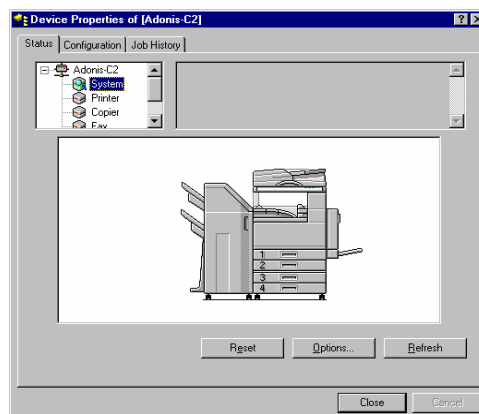 Device Properties of [Adonis-C2]
Status Configuration Job History
Adonis-C2
System
Printer
Copier
Fax
1
2
3
4
Reset Options... Refresh
Close Cancel